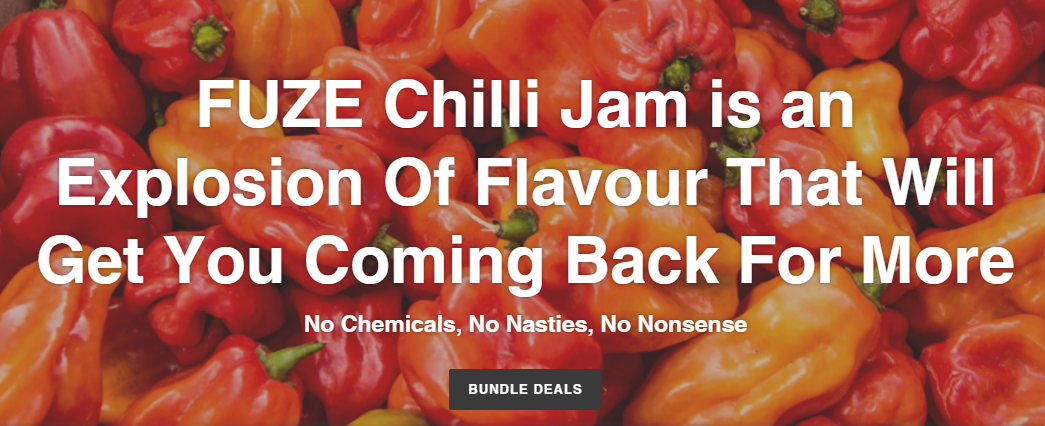 FUZE Chilli Jam is an
Explosion Of Flavour That Will
Get You Coming Back For More
No Chemicals, No Nasties, No Nonsense
BUNDLE DEALS